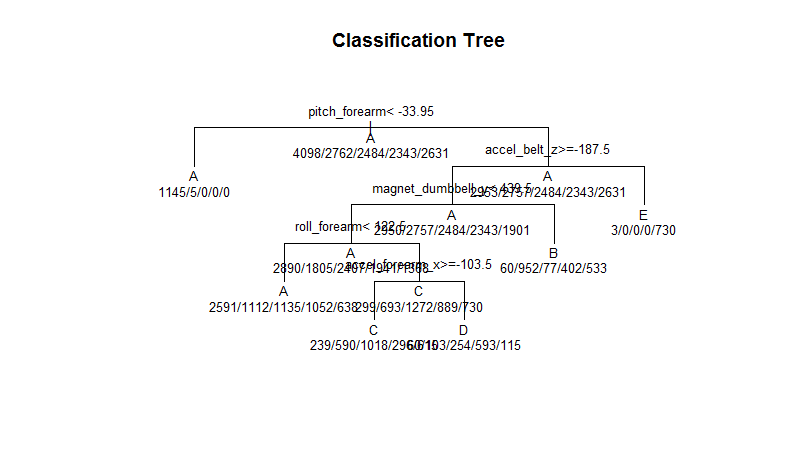 Classification Tree
pitch_forearm< -33.95
A
4098/2762/2484/2343/2631
accel_belt_z>=-187.5
A
1145/5/0/0/0
A
2953/2757/2484/2343/2631
magnet_dumbbell_y< 439.5
A
2950/2757/2484/2343/1901
E
3/0/0/0/730
roll_forearm< 122.5
A
2890/1805/2407/1941/1368
B
60/952/77/402/533
accel_forearm_x>=-103.5
A
2591/1112/1135/1052/638
C
299/693/1272/889/730
C
239/590/1018/296/615
D
60/103/254/593/115